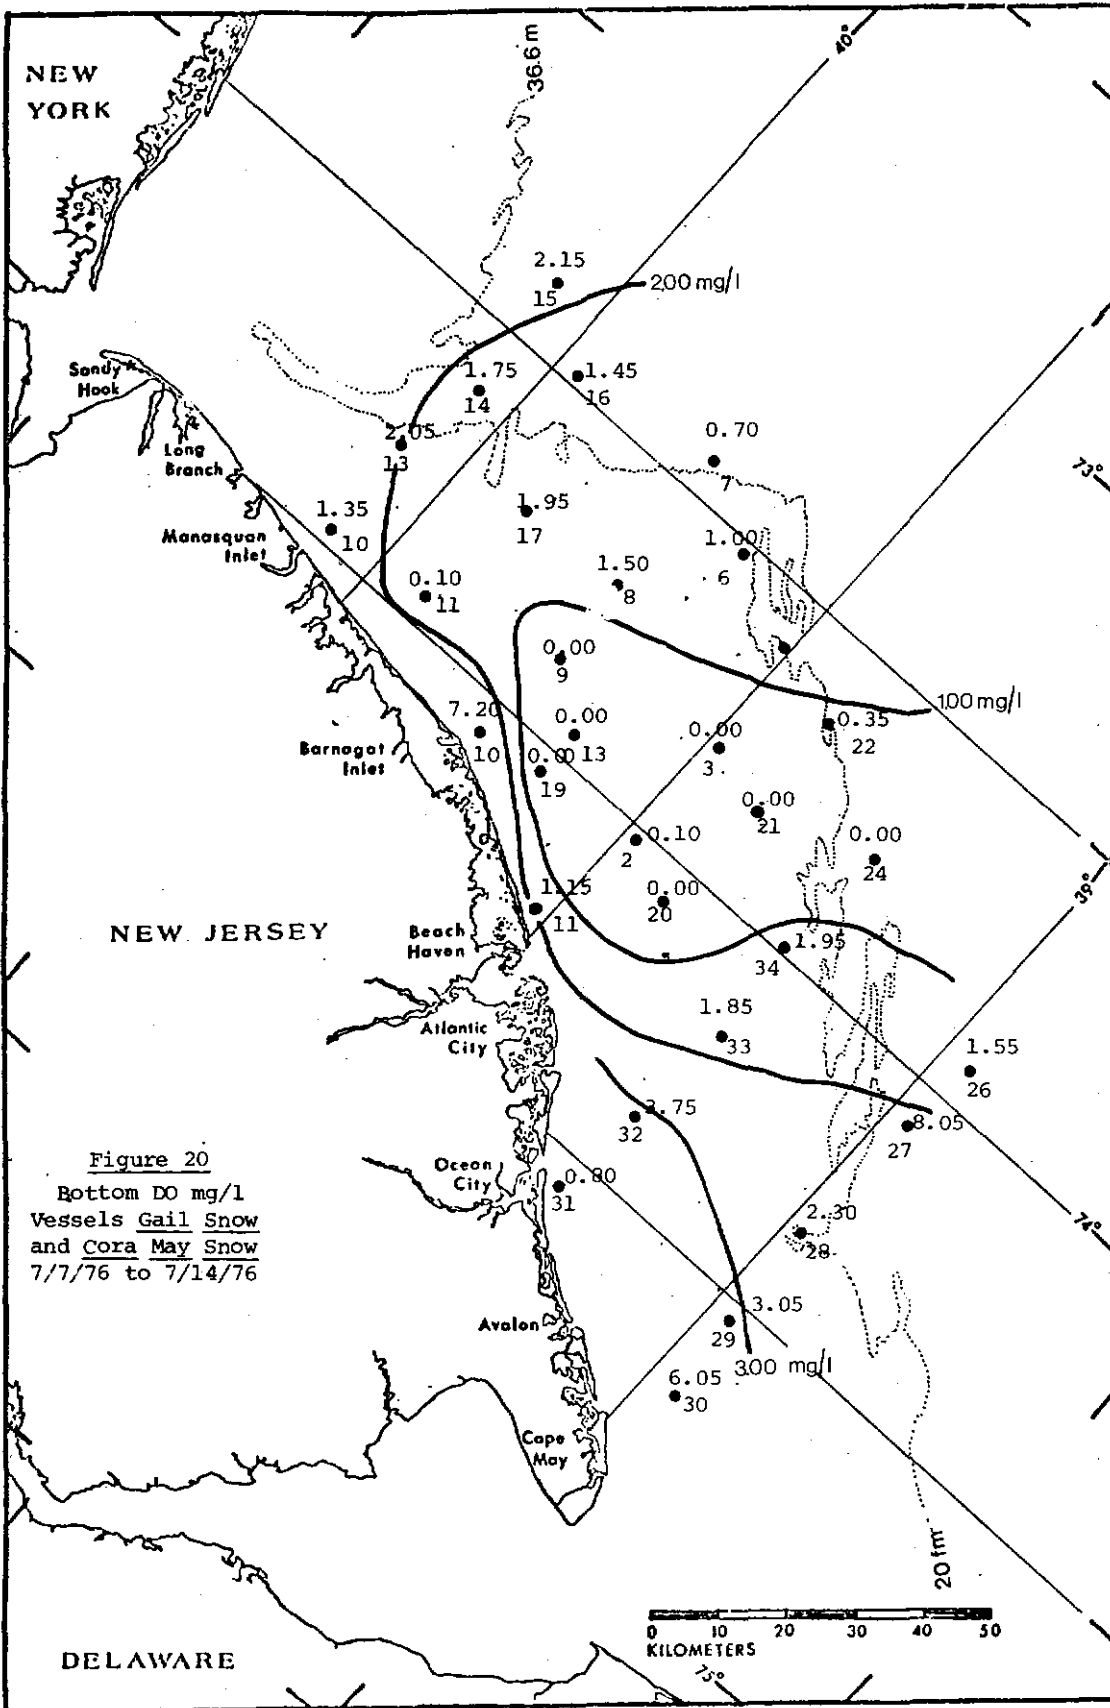 40°
36.6 m
NEW
YORK
2.15
15
2.00 mg/l
1.75
14
1.45
16
Sandy
Hook
2.05
13
0.70
7
73°
Long
Branch
1.35
10
1.95
17
Manasquan
Inlet
1.00
6
1.50
8
0.10
11
0.00
9
1.00 mg/l
7.20
10
0.00
13
0.00
3
0.35
22
Barnagat
Inlet
0.00
19
0.00
21
0.10
2
0.00
24
39°
0.00
20
1.15
11
NEW JERSEY
Beach
Haven
1.95
34
Atlantic
City
1.85
33
1.55
26
3.75
32
8.05
27
Figure 20
Bottom DO mg/l
Vessels Gail Snow
and Cora May Snow
7/7/76 to 7/14/76
Ocean
City
0.80
31
74°
2.30
28
Avalon
3.05
29
3.00 mg/l
6.05
30
Cape
May
20 fm
0 10 20 30 40 50
KILOMETERS
DELAWARE
75°